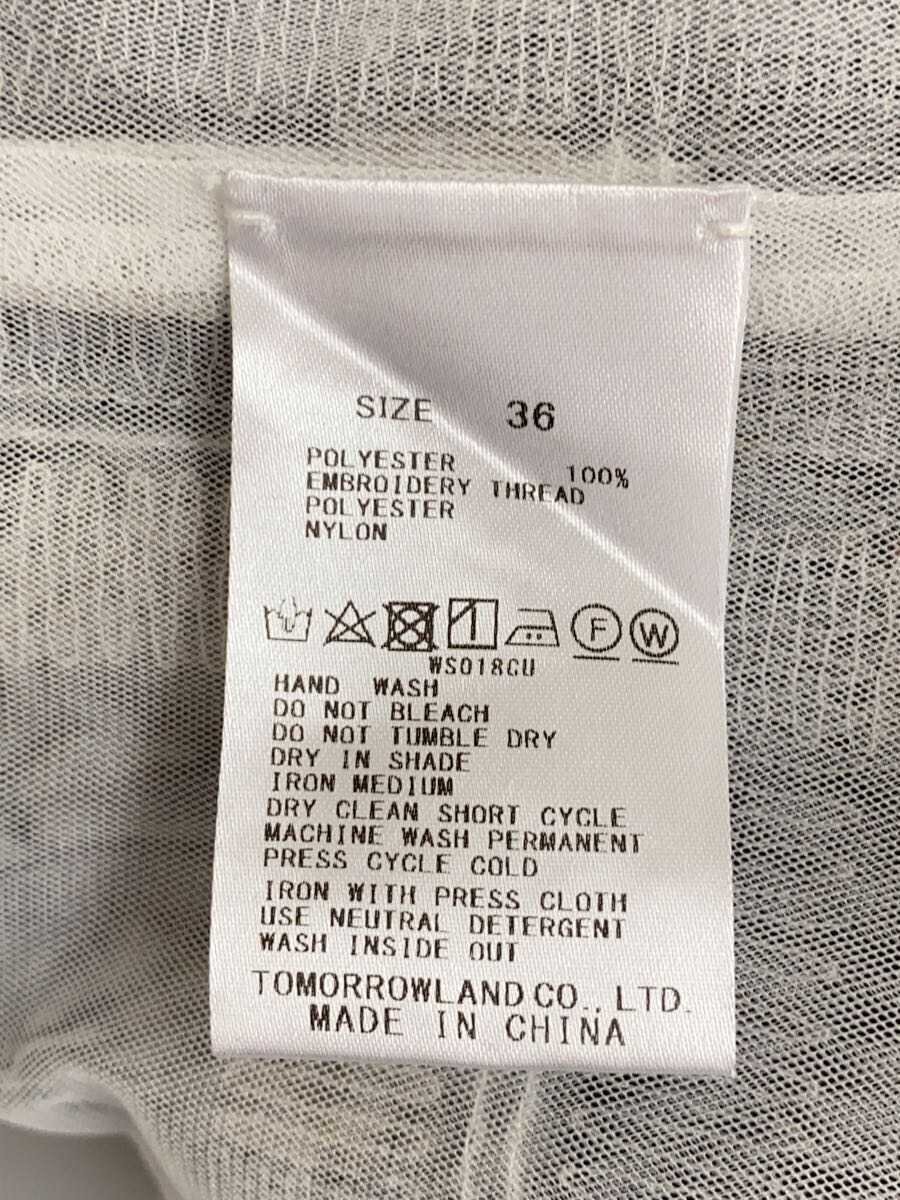 SIZE 36
POLYESTER 100%
EMBROIDERY THREAD
POLYESTER
NYLON
F W
WS018CU
HAND WASH
DO NOT BLEACH
DO NOT TUMBLE DRY
DRY IN SHADE
IRON MEDIUM
DRY CLEAN SHORT CYCLE
MACHINE WASH PERMANENT
PRESS CYCLE COLD
IRON WITH PRESS CLOTH
USE NEUTRAL DETERGENT
WASH INSIDE OUT
TOMORROWLAND CO., LTD.
MADE IN CHINA